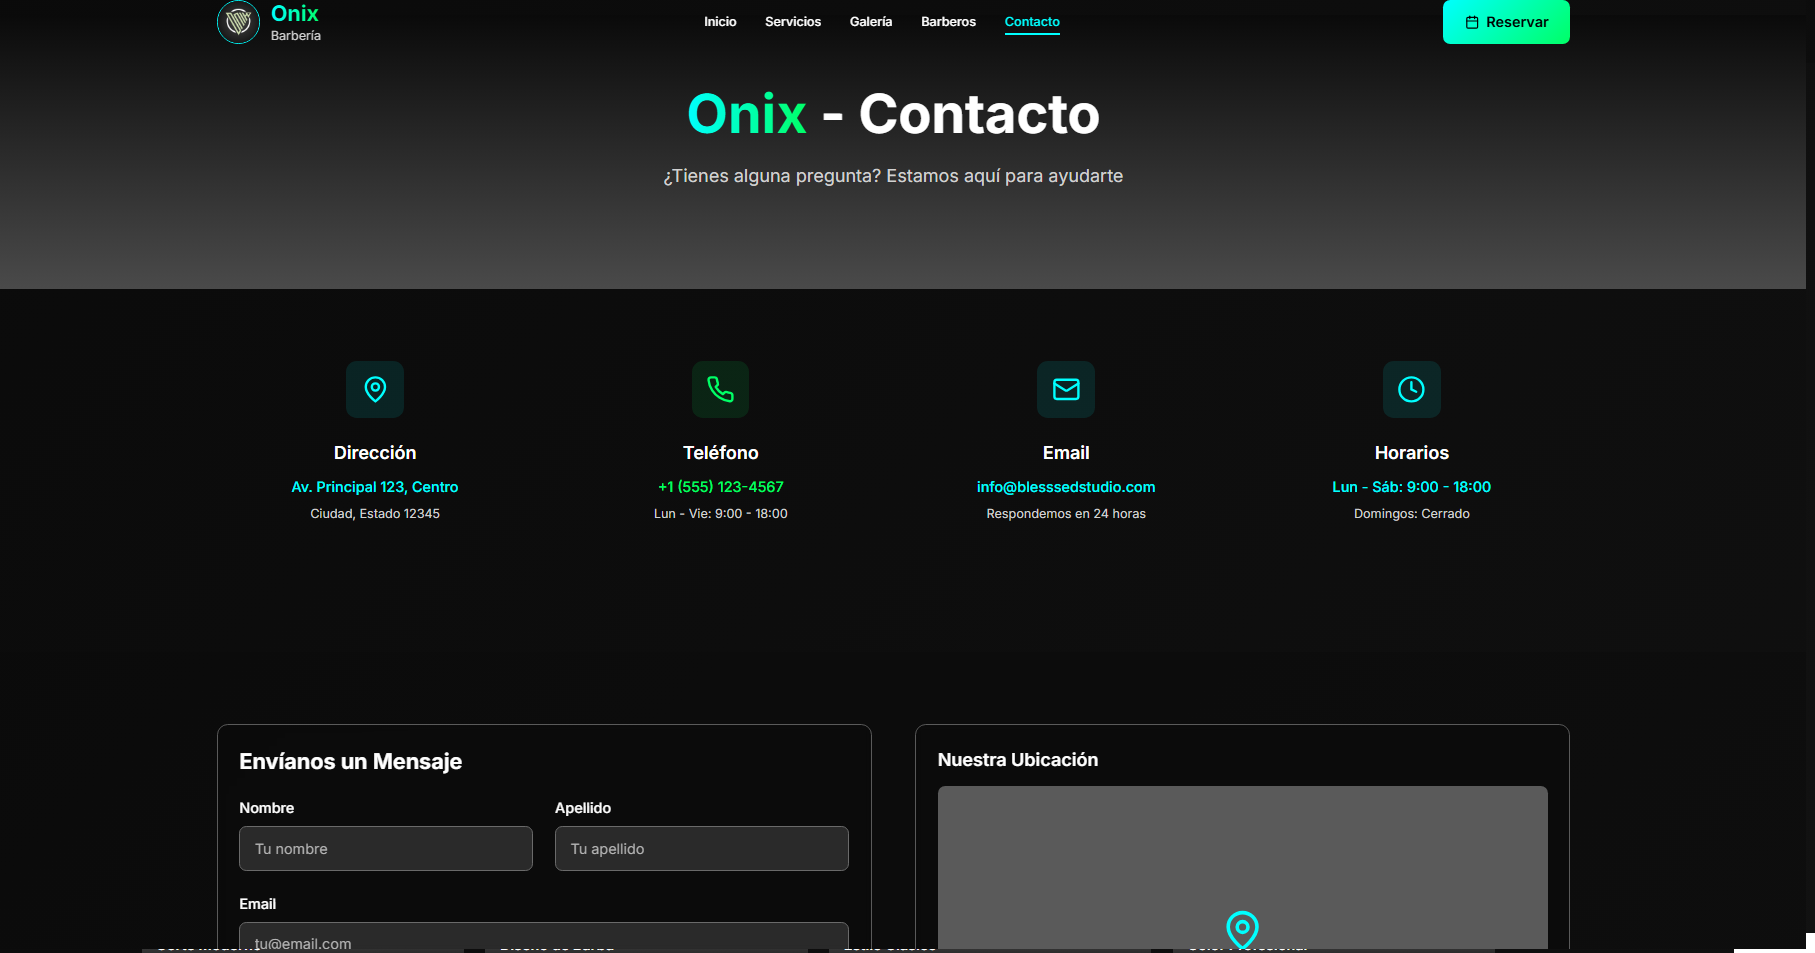 Onix
Barbería
Inicio
Servicios
Galería
Barberos
Contacto
Reservar
Onix - Contacto
¿Tienes alguna pregunta? Estamos aquí para ayudarte
Dirección
Av. Principal 123, Centro
Ciudad, Estado 12345
Teléfono
+1 (555) 123-4567
Lun - Vie: 9:00 - 18:00
Email
info@blesssedstudio.com
Respondemos en 24 horas
Horarios
Lun - Sáb: 9:00 - 18:00
Domingos: Cerrado
Envíanos un Mensaje
Nombre
Apellido
Tu nombre
Tu apellido
Email
tu@email.com
Nuestra Ubicación